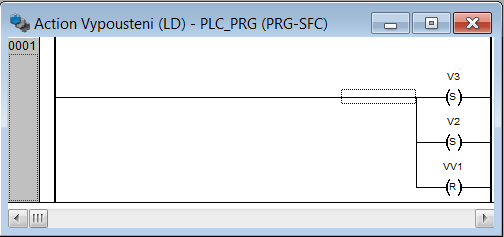 Action Vypousteni (LD) - PLC_PRG (PRG-SFC)
0001
V3
(S)
V2
(S)
VV1
(R)